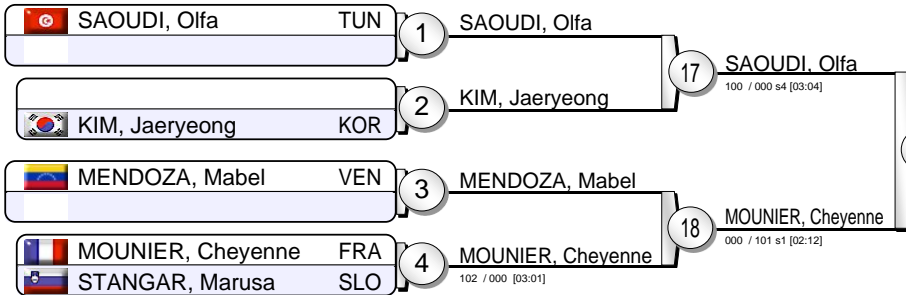 SAOUDI, Olfa TUN
1
SAOUDI, Olfa
17
SAOUDI, Olfa
100 / 000 s4 [03:04]
2
KIM, Jaeryeong
KIM, Jaeryeong KOR
MENDOZA, Mabel VEN
3
MENDOZA, Mabel
18
MOUNIER, Cheyenne
000 / 101 s1 [02:12]
MOUNIER, Cheyenne FRA
4
MOUNIER, Cheyenne
102 / 000 [03:01]
STANGAR, Marusa SLO